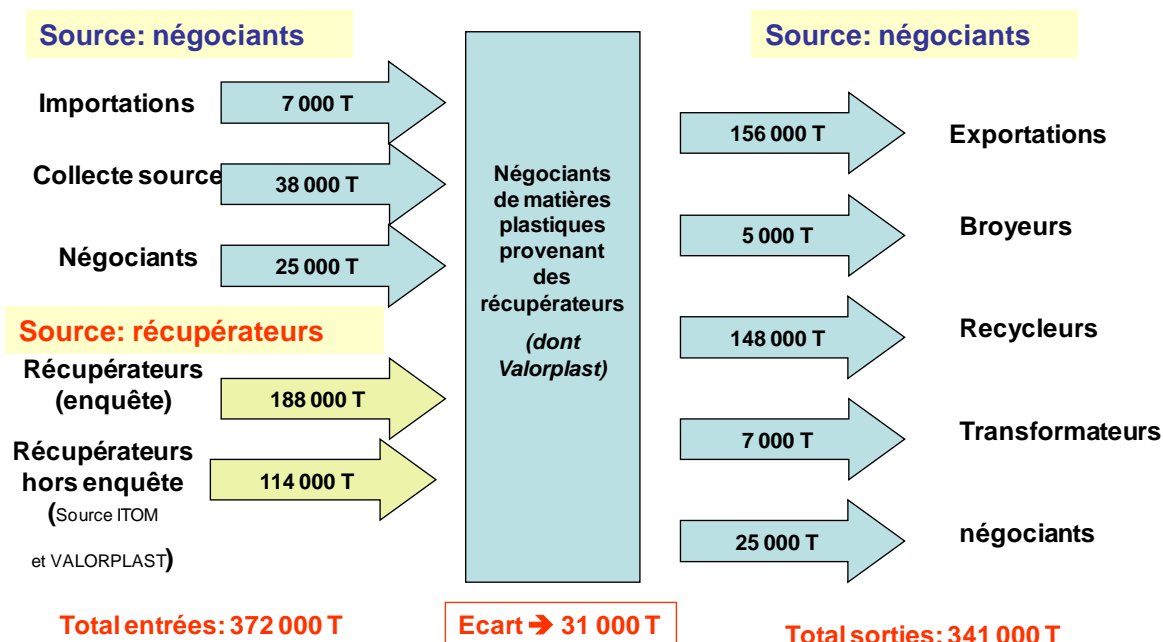 Source: négociants
Importations
7 000 T
Collecte source
38 000 T
Négociants
25 000 T
Source: récupérateurs
Récupérateurs
(enquête)
188 000 T
Récupérateurs
hors enquête
(Source ITOM
et VALORPLAST)
114 000 T
Total entrées: 372 000 T
Négociants
de matières
plastiques
provenant
des
récupérateurs
(dont
Valorplast)
Ecart ➔ 31 000 T
Source: négociants
156 000 T
Exportations
5 000 T
Broyeurs
148 000 T
Recycleurs
7 000 T
Transformateurs
25 000 T
négociants
Total sorties: 341 000 T